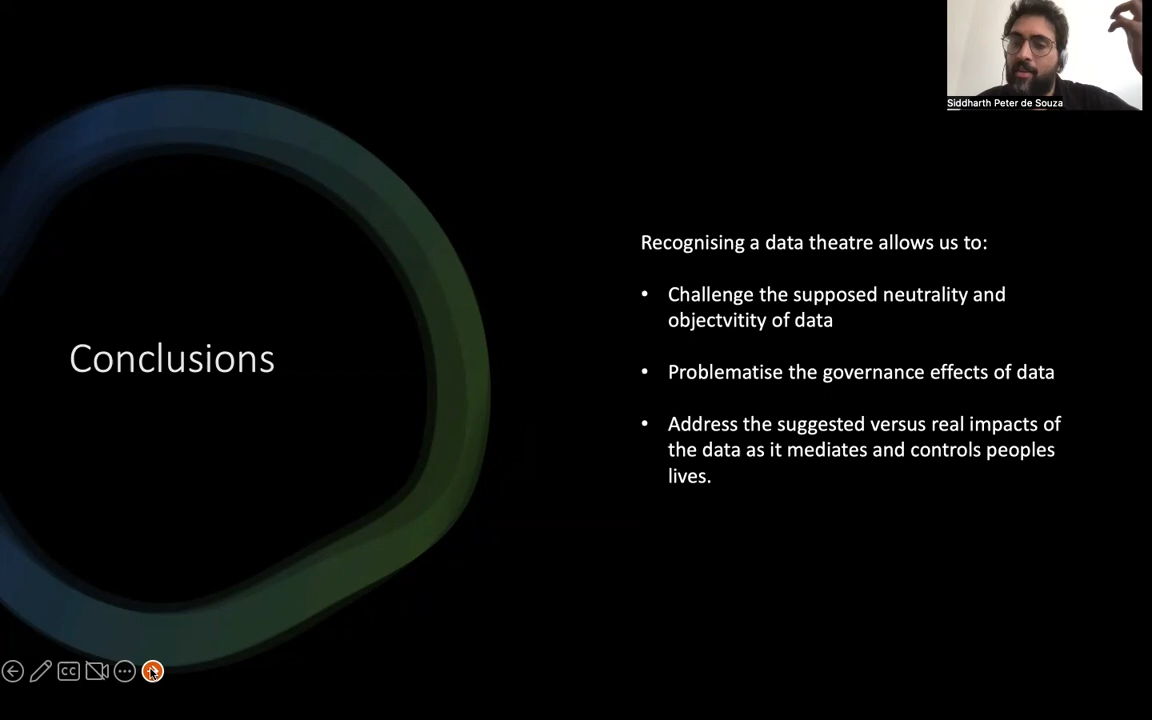 Siddharth Peter de Souza
Recognising a data theatre allows us to:
• Challenge the supposed neutrality and
objectvitity of data
Conclusions
• Problematise the governance effects of data
• Address the suggested versus real impacts of
the data as it mediates and controls peoples
lives.
CC